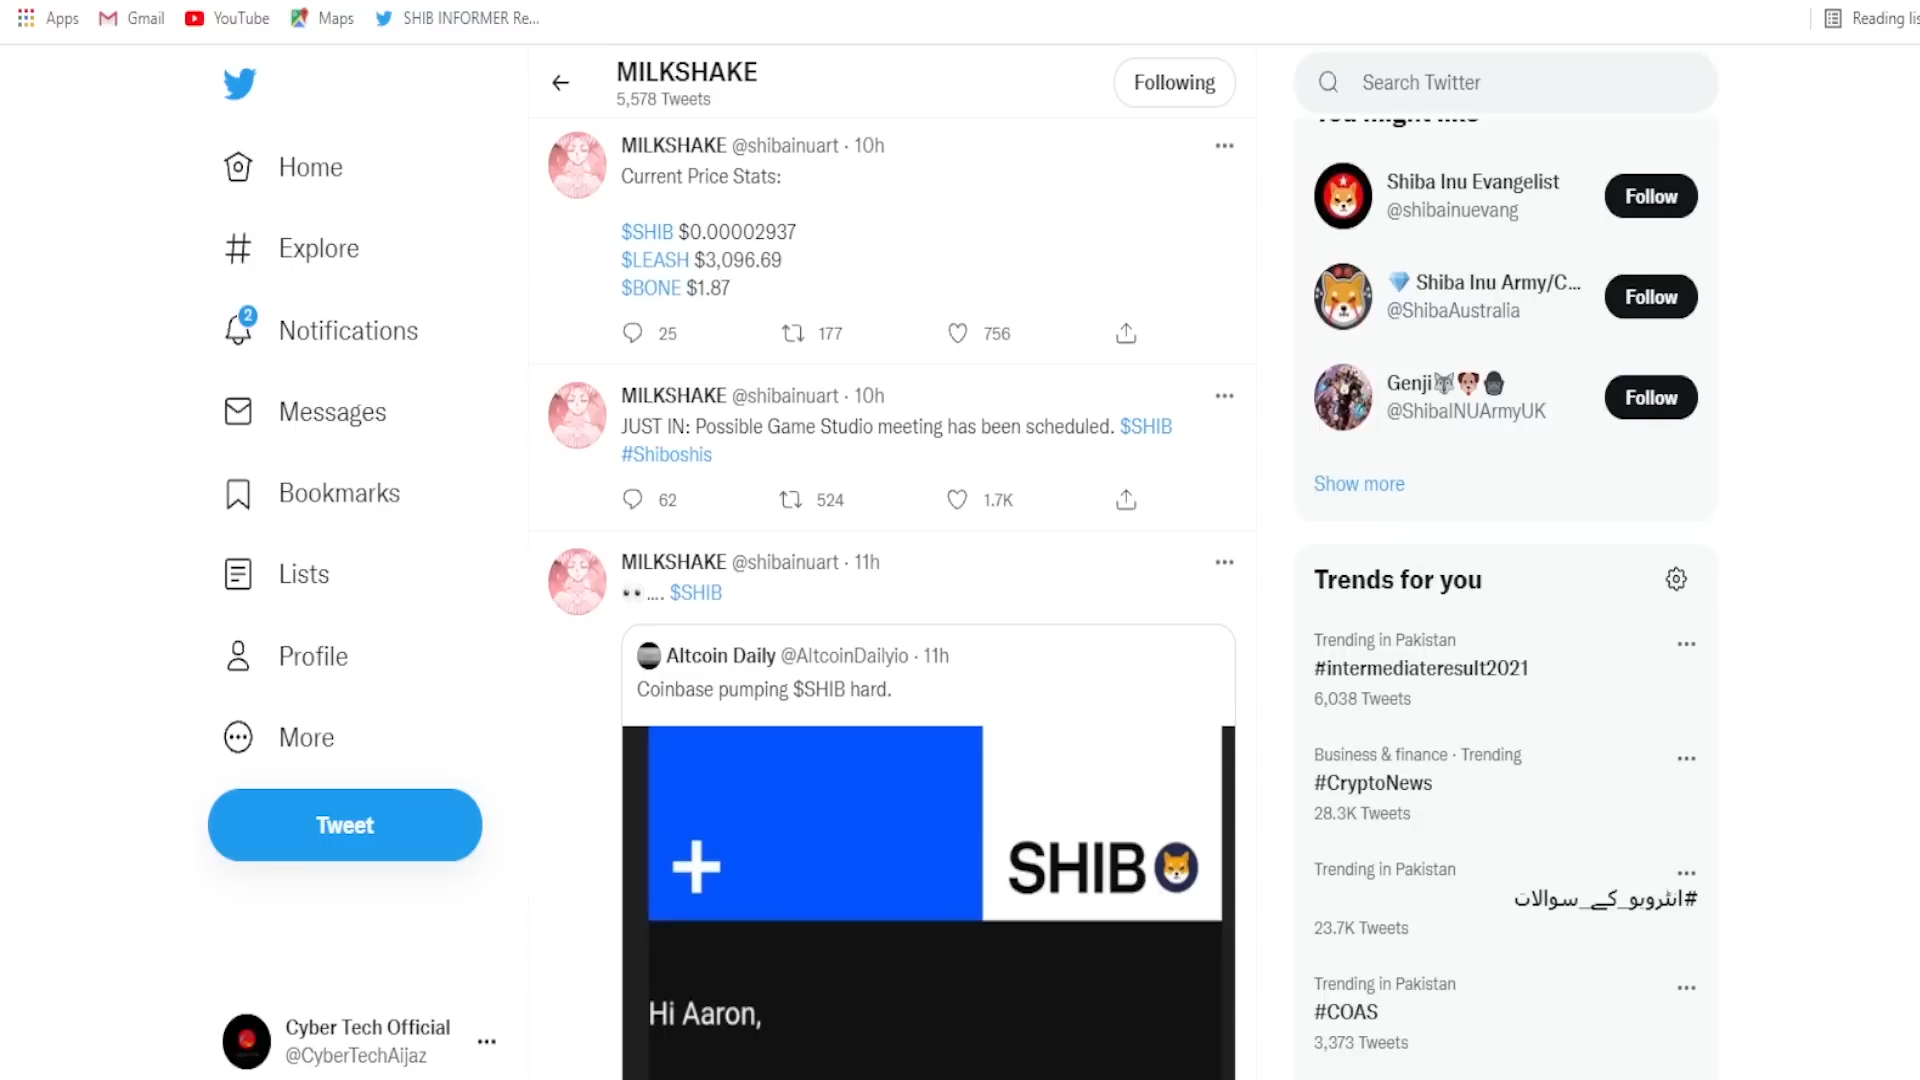 Apps
Gmail
YouTube
Maps
SHIB INFORMER Re...
Reading lis
Home
Explore
2
Notifications
Messages
Bookmarks
Lists
Profile
More
Tweet
Cyber Tech Official
@CyberTechAijaz
MILKSHAKE
5,578 Tweets
Following
MILKSHAKE @shibainuart · 10h
Current Price Stats:
$SHIB $0.00002937
$LEASH $3,096.69
$BONE $1.87
25 177 756
MILKSHAKE @shibainuart · 10h
JUST IN: Possible Game Studio meeting has been scheduled. $SHIB
#Shiboshis
62 524 1.7K
MILKSHAKE @shibainuart · 11h
👀.... $SHIB
Altcoin Daily @AltcoinDailyio · 11h
Coinbase pumping $SHIB hard.
SHIB
Hi Aaron,
Search Twitter
You might like
Shiba Inu Evangelist
@shibainuevang
Follow
💎 Shiba Inu Army/C...
@ShibaAustralia
Follow
Genji🐺🐶🦍
@ShibaINUArmyUK
Follow
Show more
Trends for you
Trending in Pakistan
#intermediateresult2021
6,038 Tweets
Business & finance · Trending
#CryptoNews
28.3K Tweets
Trending in Pakistan
#انٹرویو_کے_سوالات
23.7K Tweets
Trending in Pakistan
#COAS
3,373 Tweets